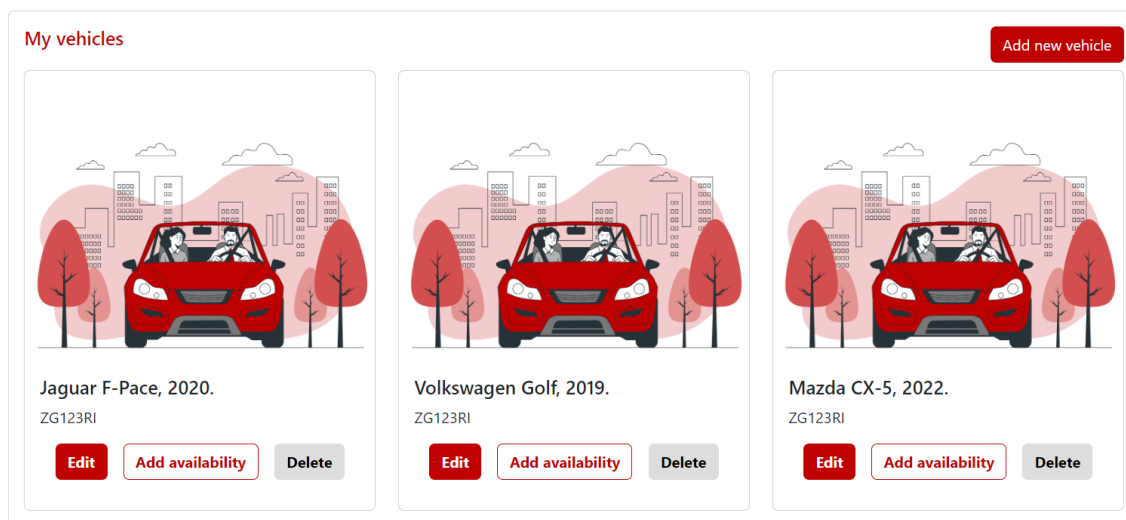 My vehicles
Add new vehicle
Jaguar F-Pace, 2020.
ZG123RI
Edit
Add availability
Delete
Volkswagen Golf, 2019.
ZG123RI
Edit
Add availability
Delete
Mazda CX-5, 2022.
ZG123RI
Edit
Add availability
Delete